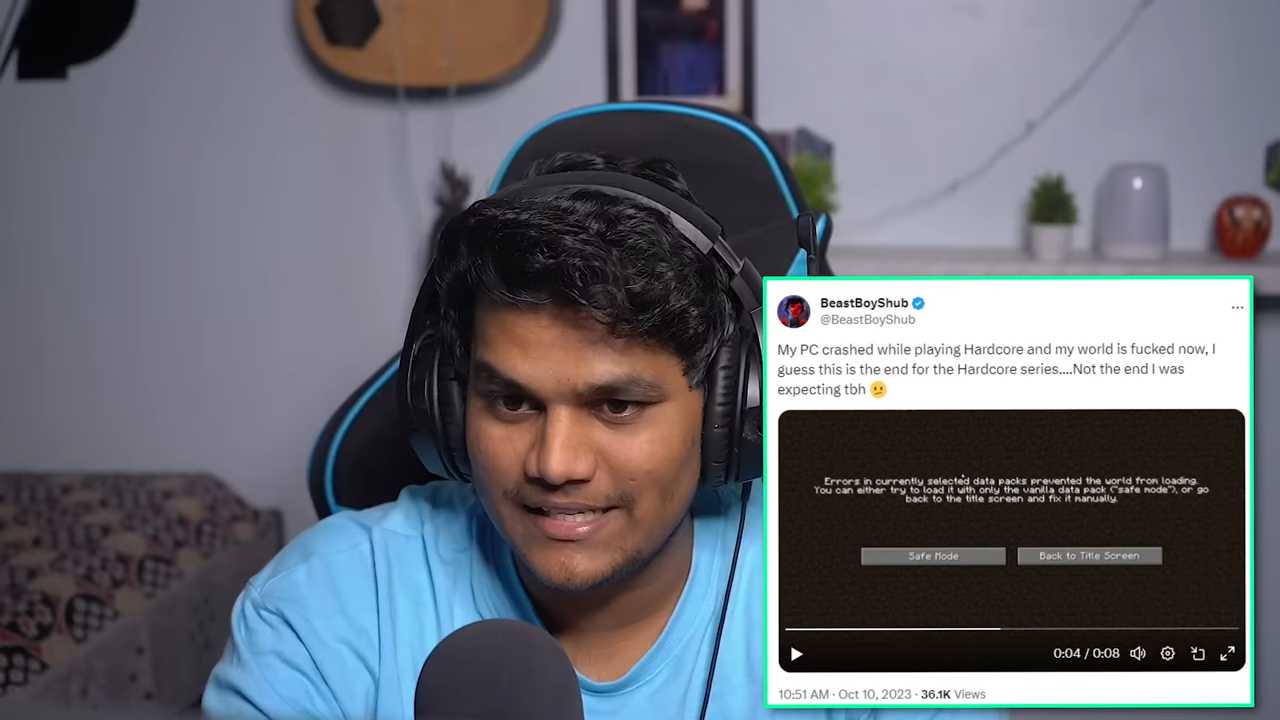 BeastBoyShub
@BeastBoyShub
My PC crashed while playing Hardcore and my world is fucked now, I
guess this is the end for the Hardcore series....Not the end I was
expecting tbh 🫤
Errors in currently selected data packs prevented the world from loading.
You can either try to load it with only the vanilla data pack ("safe mode"), or go
back to the title screen and fix it manually.
Safe Mode
Back to Title Screen
0:04 / 0:08
10:51 AM · Oct 10, 2023 · 36.1K Views